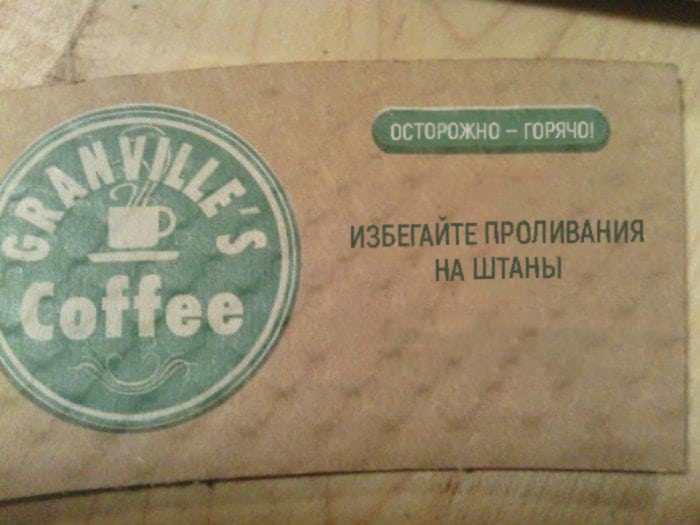 GRANVILLE'S
Coffee
ОСТОРОЖНО – ГОРЯЧО!
ИЗБЕГАЙТЕ ПРОЛИВАНИЯ
НА ШТАНЫ